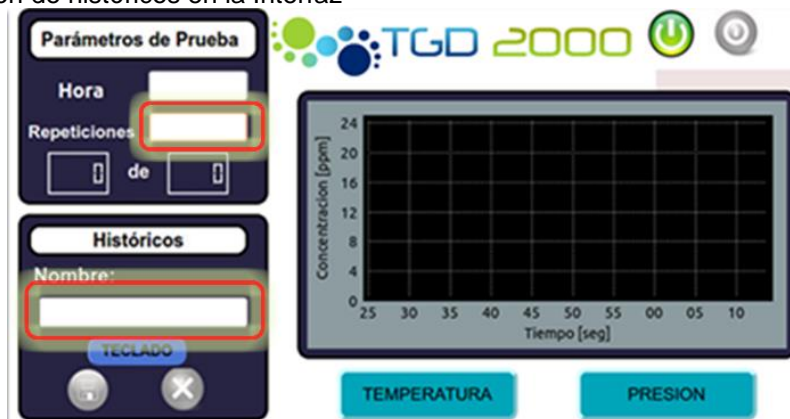 Parámetros de Prueba
Hora
Repeticiones
0 de 0
Históricos
Nombre:
TECLADO
TGD 2000
Concentracion [ppm]
24
20
16
12
8
4
0
25 30 35 40 45 50 55 00 05 10
Tiempo [seg]
TEMPERATURA
PRESION